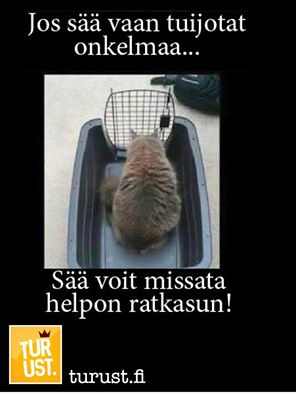 Jos sää vaan tuijotat
onkelmaa...
Sää voit missata
helpon ratkasun!
TUR
UST.
turust.fi